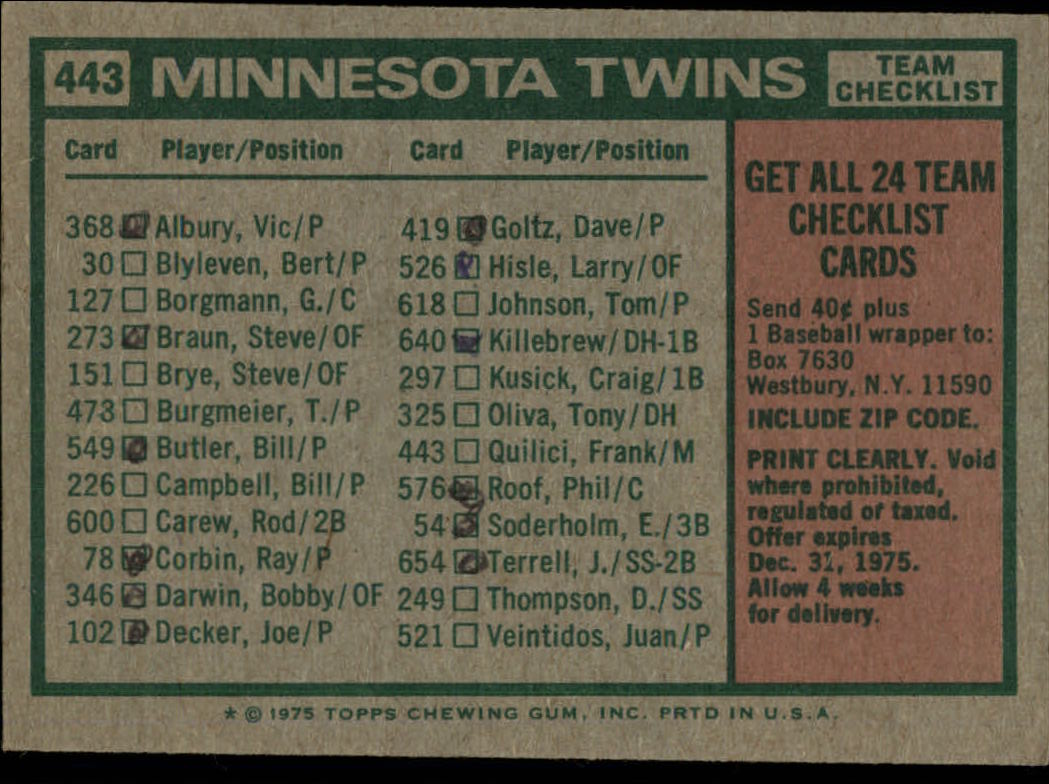 443 MINNESOTA TWINS TEAM CHECKLIST
Card Player/Position Card Player/Position
368 Albury, Vic/P
30 Blyleven, Bert/P
127 Borgmann, G./C
273 Braun, Steve/OF
151 Brye, Steve/OF
473 Burgmeier, T./P
549 Butler, Bill/P
226 Campbell, Bill/P
600 Carew, Rod/2B
78 Corbin, Ray/P
346 Darwin, Bobby/OF
102 Decker, Joe/P
419 Goltz, Dave/P
526 Hisle, Larry/OF
618 Johnson, Tom/P
640 Killebrew/DH-1B
297 Kusick, Craig/1B
325 Oliva, Tony/DH
443 Quilici, Frank/M
576 Roof, Phil/C
54 Soderholm, E./3B
654 Terrell, J./SS-2B
249 Thompson, D./SS
521 Veintidos, Juan/P
GET ALL 24 TEAM
CHECKLIST
CARDS
Send 40¢ plus
1 Baseball wrapper to:
Box 7630
Westbury, N.Y. 11590
INCLUDE ZIP CODE.
PRINT CLEARLY. Void
where prohibited,
regulated or taxed.
Offer expires
Dec. 31, 1975.
Allow 4 weeks
for delivery.
* © 1975 TOPPS CHEWING GUM, INC. PRTD IN U.S.A.